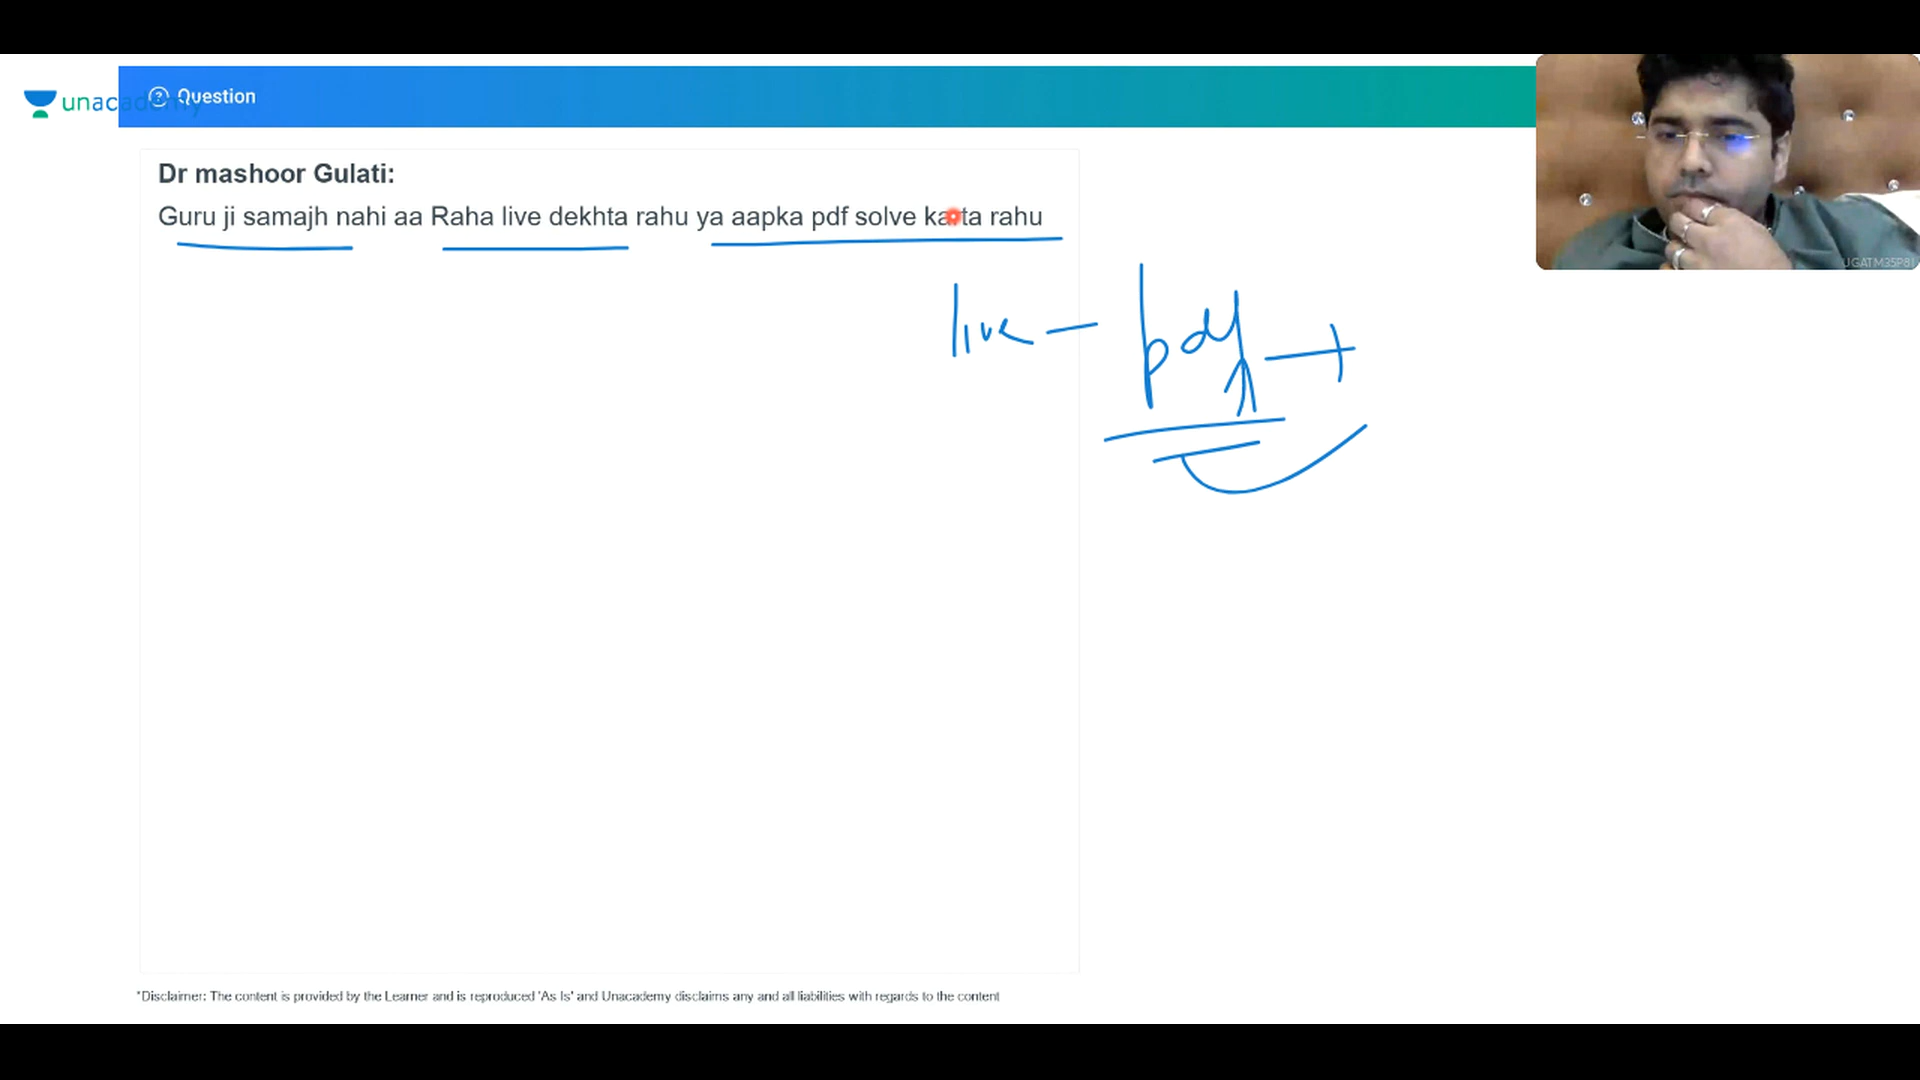 unacademy
Question
Dr mashoor Gulati:
Guru ji samajh nahi aa Raha live dekhta rahu ya aapka pdf solve karta rahu
live - pdf
UGATM35P8I
*Disclaimer: The content is provided by the Learner and is reproduced 'As Is' and Unacademy disclaims any and all liabilities with regards to the content